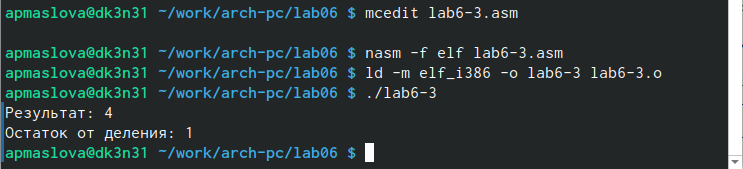 apmaslova@dk3n31 ~/work/arch-pc/lab06 $ mcedit lab6-3.asm
apmaslova@dk3n31 ~/work/arch-pc/lab06 $ nasm -f elf lab6-3.asm
apmaslova@dk3n31 ~/work/arch-pc/lab06 $ ld -m elf_i386 -o lab6-3 lab6-3.o
apmaslova@dk3n31 ~/work/arch-pc/lab06 $ ./lab6-3
Результат: 4
Остаток от деления: 1
apmaslova@dk3n31 ~/work/arch-pc/lab06 $